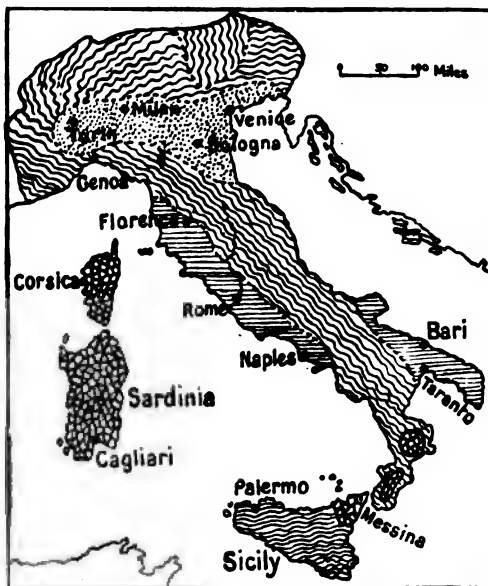 0 50 100 Miles
Milan
Venice
Turin
Bologna
Genoa
Florence
Corsica
Rome
Bari
Naples
Taranto
Sardinia
Cagliari
Palermo
Messina
Sicily